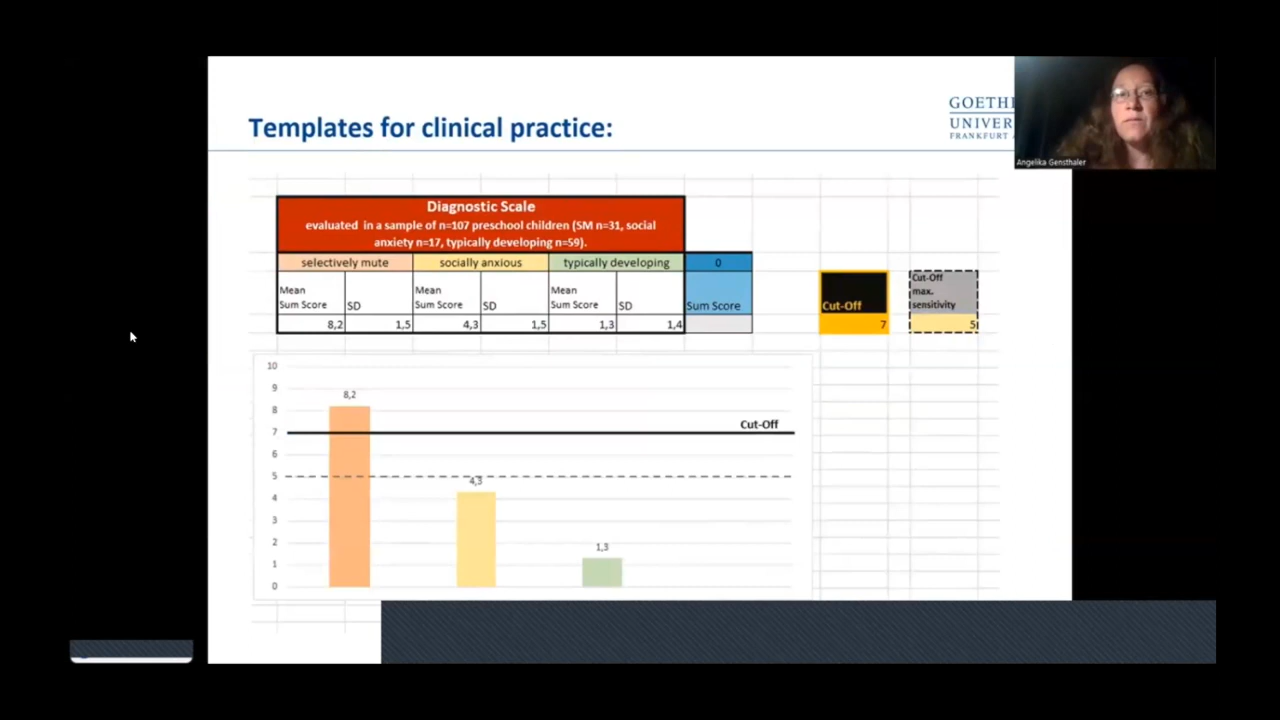 Templates for clinical practice:
GOETH
UNIVER
FRANKFURT
Angelika Gensthaler
Diagnostic Scale
evaluated in a sample of n=107 preschool children (SM n=31, social
anxiety n=17, typically developing n=59).
selectively mute socially anxious typically developing 0
Mean
Sum Score SD Mean
Sum Score SD Mean
Sum Score SD Sum Score
8,2 1,5 4,3 1,5 1,3 1,4
Cut-Off
7
Cut-Off
max.
sensitivity
5
10
9
8,2
8
7
Cut-Off
6
5
4,3
4
3
2
1,3
1
0